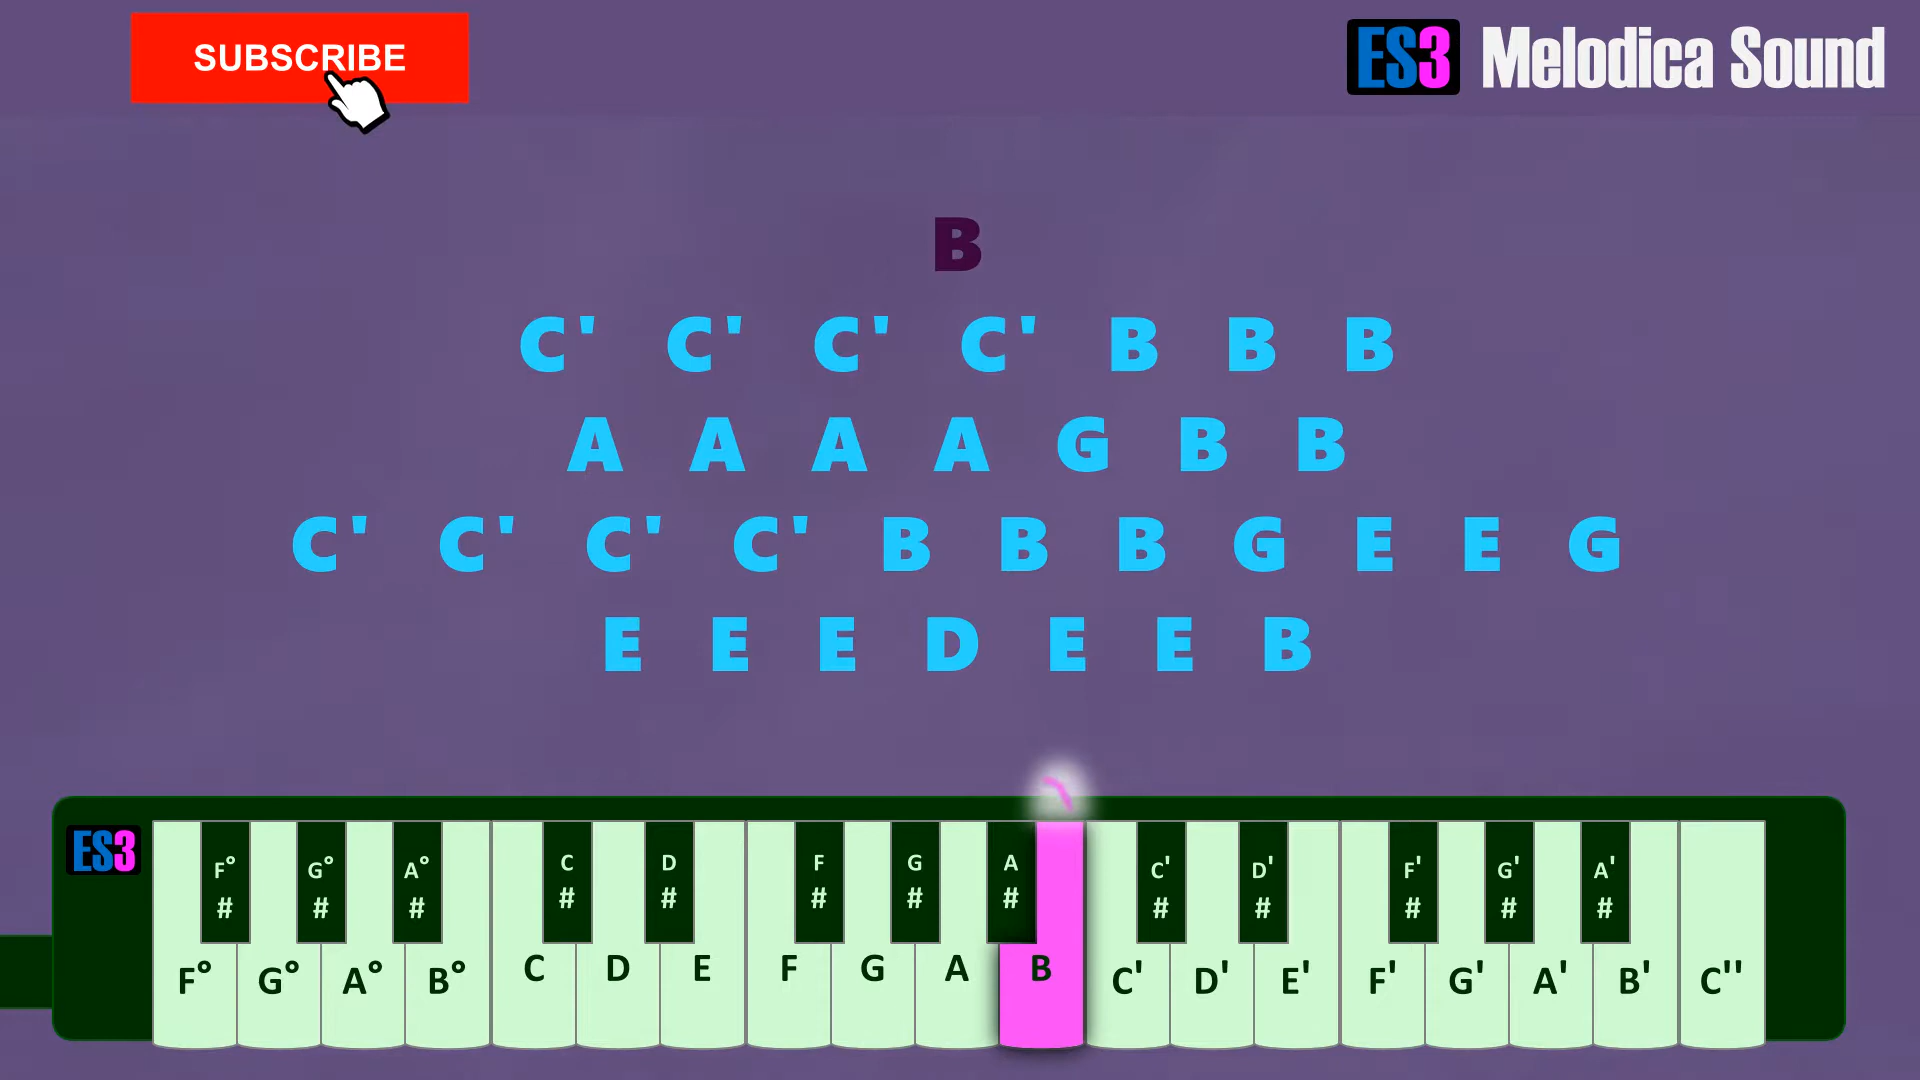 SUBSCRIBE
ES3 Melodica Sound
B
C' C' C' C' B B B
A A A A G B B
C' C' C' C' B B B G E E G
E E E D E E B
ES3
F° # G° # A° # C # D # F # G # A # C' # D' # F' # G' # A' #
F° G° A° B° C D E F G A B C' D' E' F' G' A' B' C''